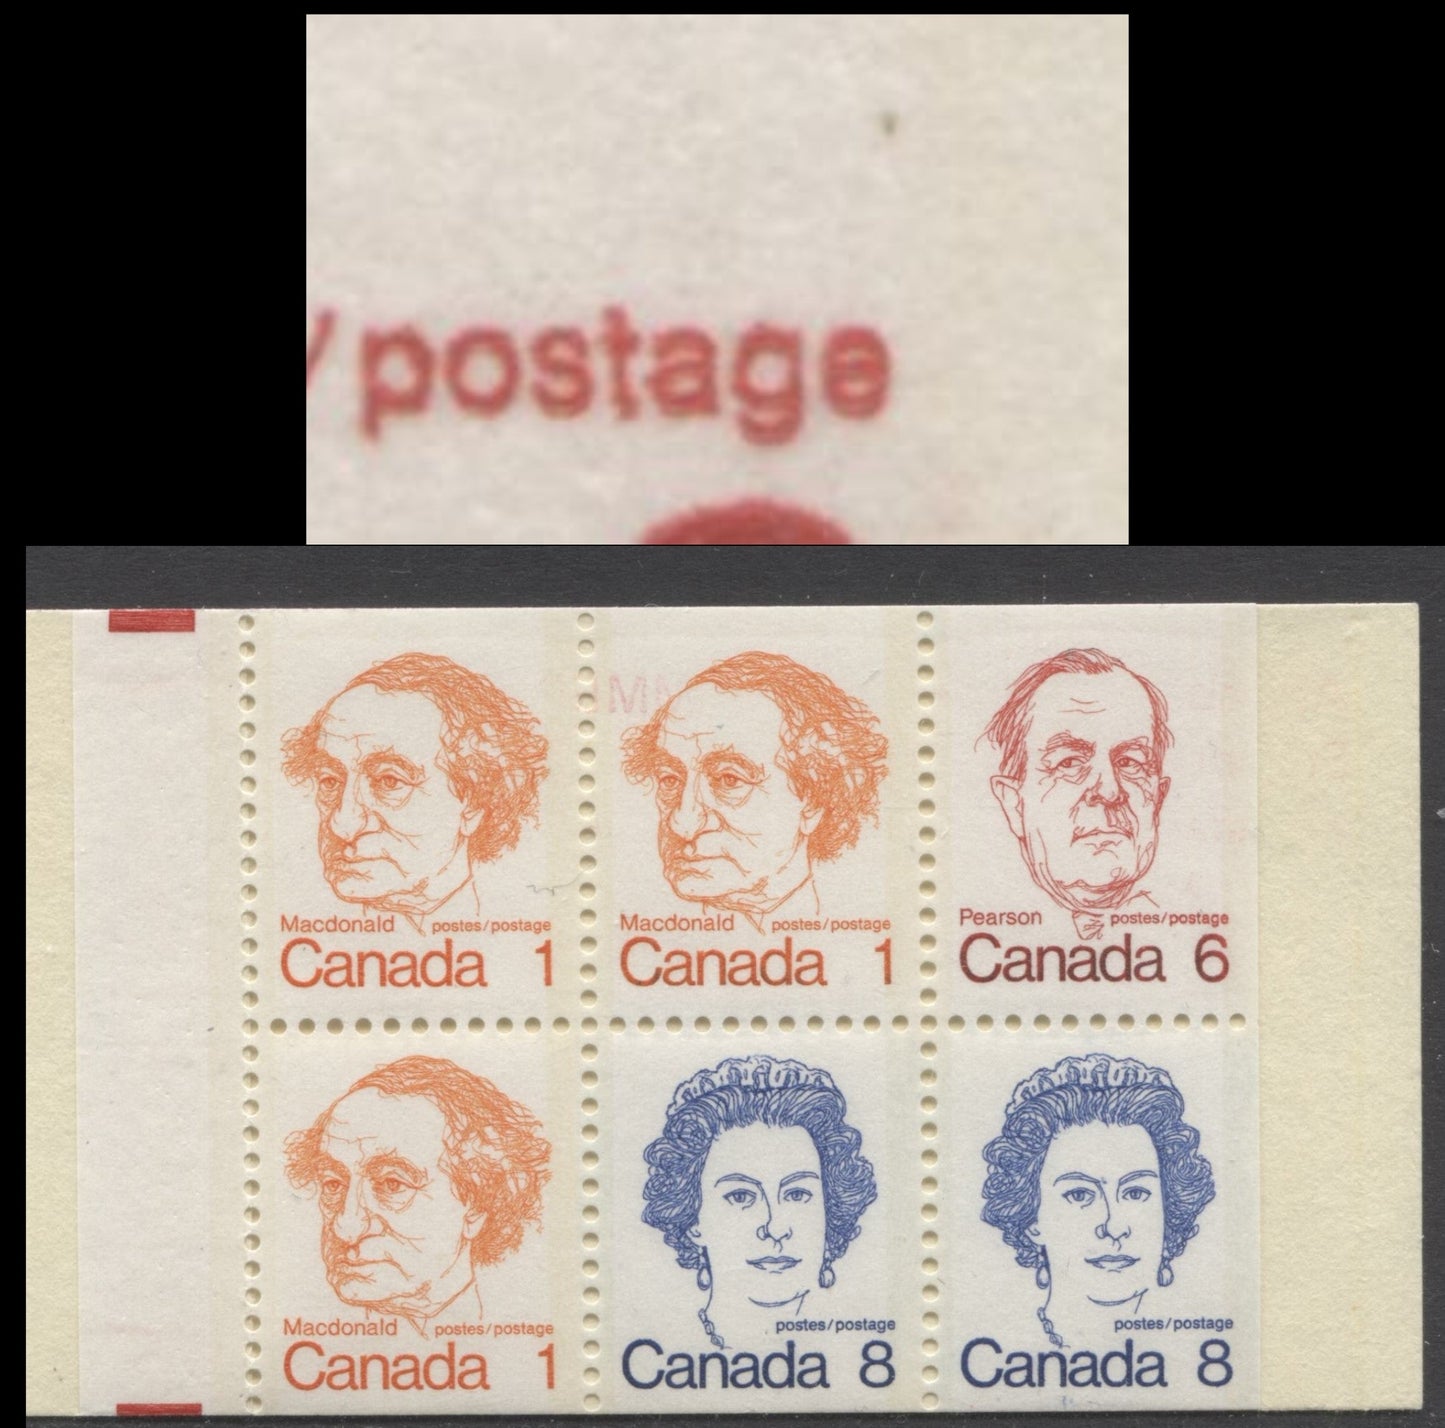 /postage
Macdonald postes/postage
Canada 1
Macdonald postes/postage
Canada 1
Pearson postes/postage
Canada 6
Macdonald postes/postage
Canada 1
postes/postage
Canada 8
postes/postage
Canada 8